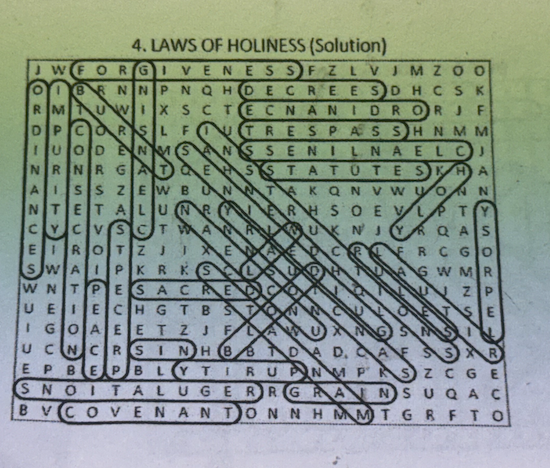 4. LAWS OF HOLINESS (Solution)
J W F O R G I V E N E S S F Z L V J M Z O O
O I B R N N P N Q H D E C R E E S D H C S K
R M T U W I X S C T E C N A N I D R O R J F
D P C O R S L F I U T R E S P A S S H N M M
I U O D E N M S A N S S E N I L N A E L C J
N R N R G A T Q E H S S T A T U T E S K H A
A I S S Z E W B U N N T A K Q N V W U O N N
N T E T A L U N R Y L E R H S O E V L P T Y
C Y C V S C T W A N R L W U K N J Y R Q A S
E I R O T Z J I X E N A E D C R L F R C G O
S W A I P K R K S C L S U D H T U A G W M R
W N T P E S A C R E D C O T I Q I L U J Z P
U E I E C H G T B S T O N N C U L O E T S E
I G O A E E T Z J F L A W U X N G S N S I L
U C N C R S I N H B B T D A D C A F S S X R
E P B E P B L Y T I R U P N M P K S Z C G E
S N O I T A L U G E R R G R A I N S U Q A C
B V C O V E N A N T O N N H M M T G R F T O